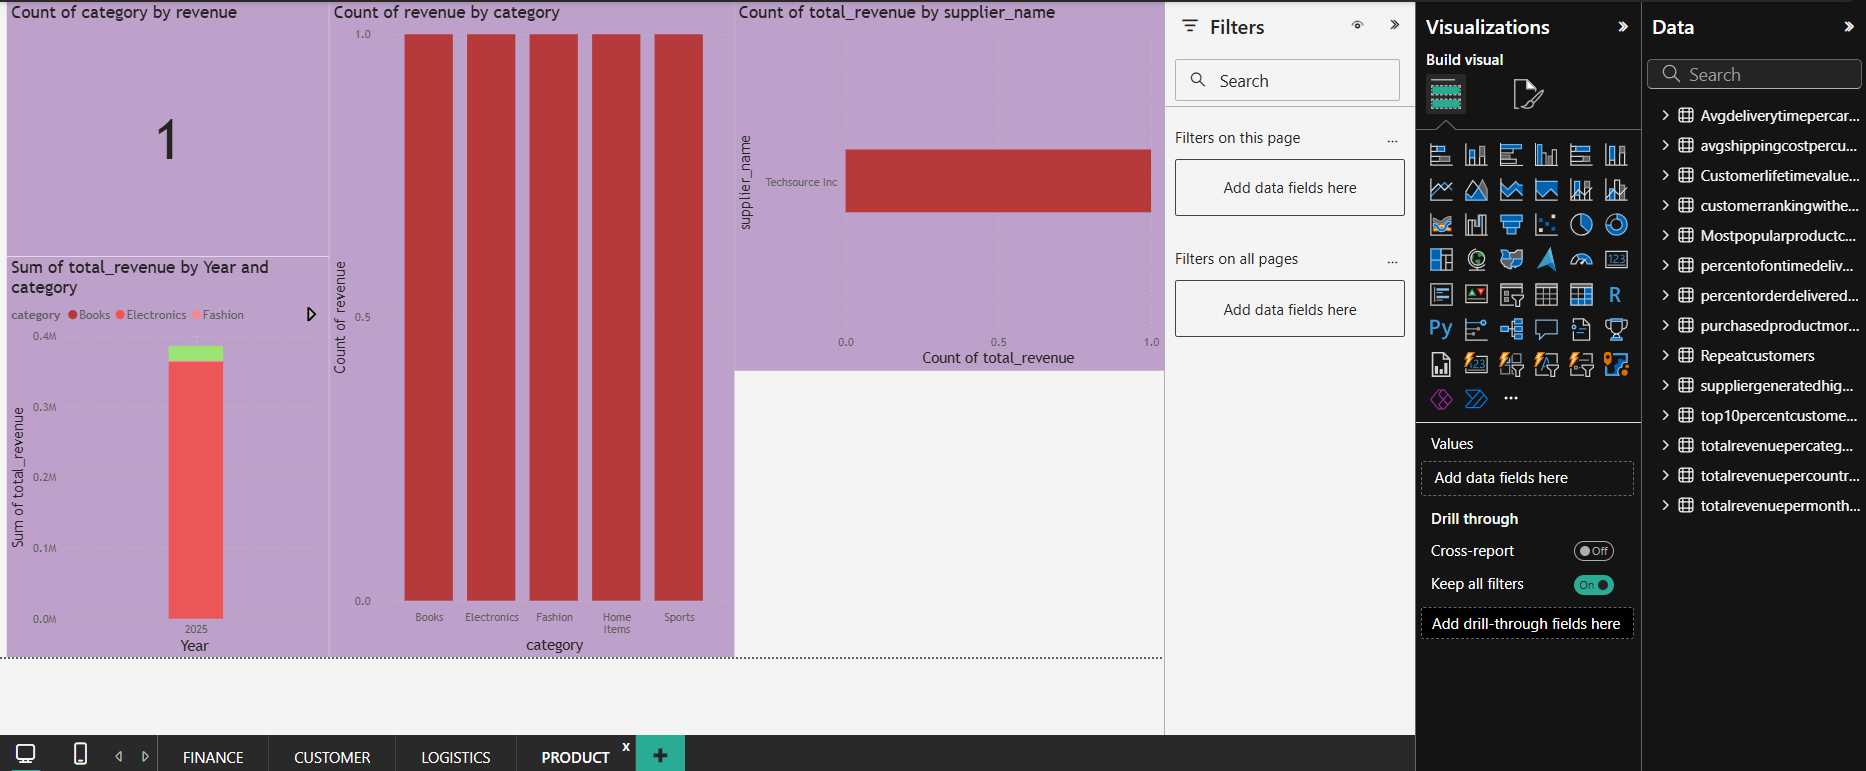 Count of category by revenue
1
Sum of total_revenue by Year and
category
category Books Electronics Fashion
0.4M
0.3M
0.2M
0.1M
0.0M
Sum of total_revenue
2025
Year
Count of revenue by category
1.0
0.5
0.0
Count of revenue
Books Electronics Fashion Home Items Sports
category
Count of total_revenue by supplier_name
supplier_name
Techsource Inc
0.0 0.5 1.0
Count of total_revenue
Filters
Search
Filters on this page ...
Add data fields here
Filters on all pages ...
Add data fields here
Visualizations
Build visual
123
R
Py
123
...
Values
Add data fields here
Drill through
Cross-report Off
Keep all filters On
Add drill-through fields here
Data
Search
Avgdeliverytimepercar...
avgshippingcostpercu...
Customerlifetimevalue...
customerrankingwithe...
Mostpopularproductc...
percentofontimedeliv...
percentorderdelivered...
purchasedproductmor...
Repeatcustomers
suppliergeneratedhig...
top10percentcustome...
totalrevenuepercateg...
totalrevenuepercountr...
totalrevenuepermonth...
FINANCE CUSTOMER LOGISTICS PRODUCT x +